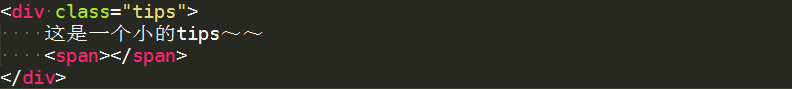 <div class="tips">
    这是一个小的tips～～
    <span></span>
</div>